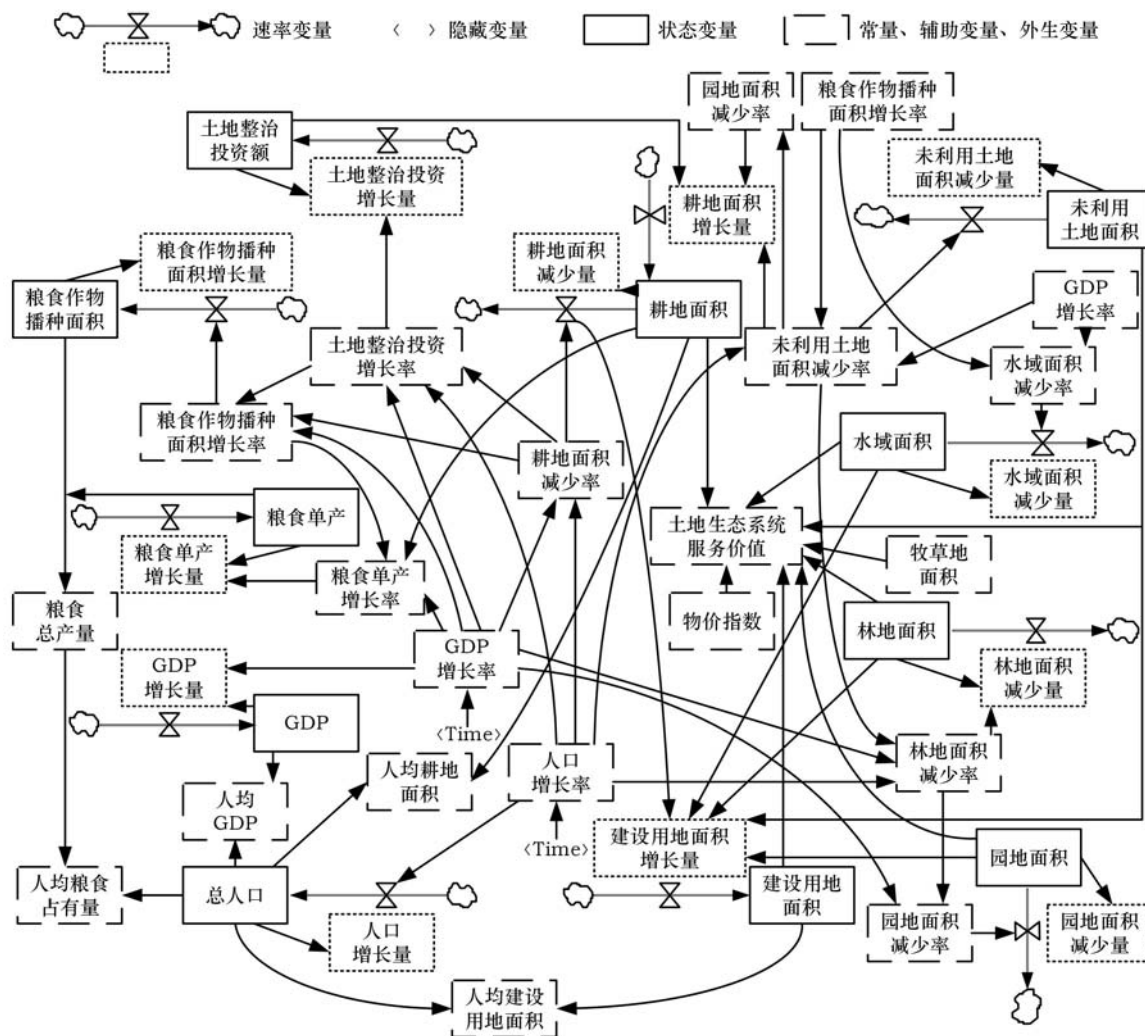 速率变量
〈 〉隐藏变量
状态变量
常量、辅助变量、外生变量
园地面积
减少率
粮食作物播种
面积增长率
土地整治
投资额
土地整治投资
增长量
耕地面积
增长量
未利用土地
面积减少量
未利用
土地面积
粮食作物播种
面积增长量
耕地面积
减少量
粮食作物
播种面积
耕地面积
GDP
增长率
土地整治投资
增长率
未利用土地
面积减少率
水域面积
减少率
粮食作物播种
面积增长率
耕地面积
减少率
水域面积
水域面积
减少量
粮食单产
土地生态系统
服务价值
牧草地
面积
粮食单产
增长量
粮食单产
增长率
粮食
总产量
物价指数
林地面积
GDP
增长量
GDP
增长率
林地面积
减少量
GDP
〈Time〉
人均耕地
面积
人口
增长率
林地面积
减少率
人均
GDP
〈Time〉
建设用地面积
增长量
园地面积
人均粮食
占有量
总人口
建设用地
面积
人口
增长量
园地面积
减少率
园地面积
减少量
人均建设
用地面积